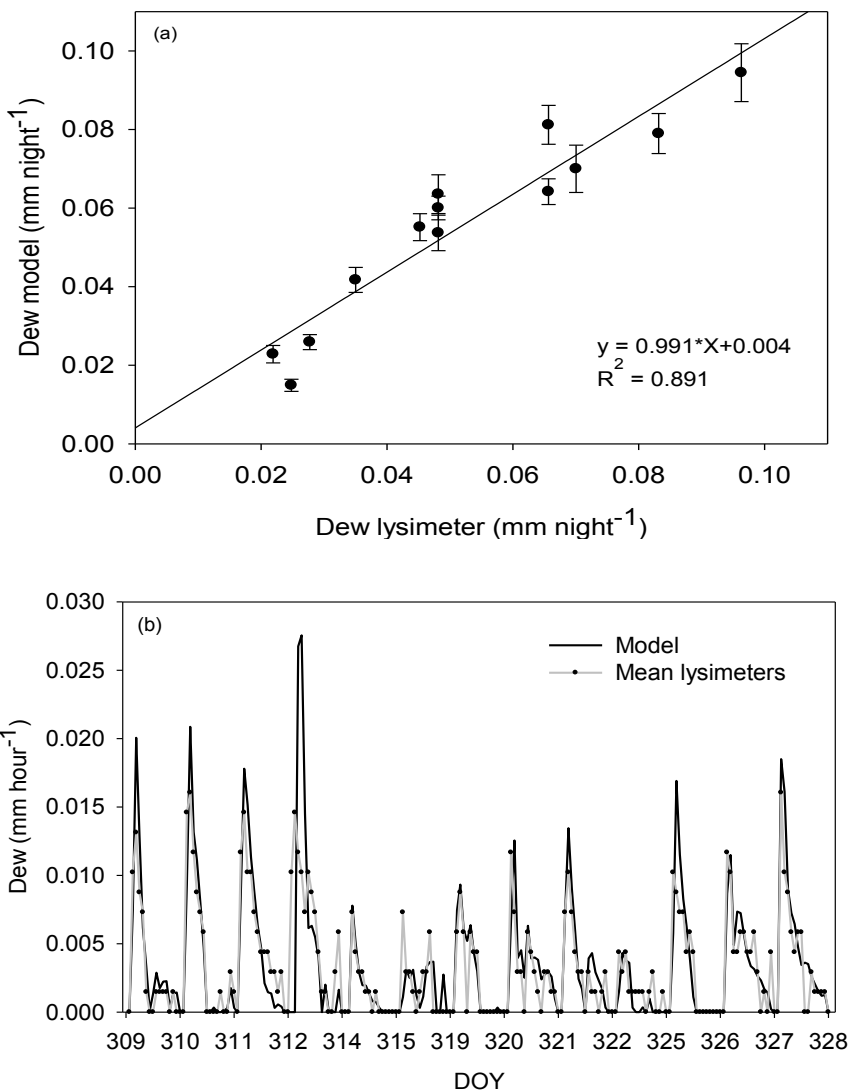 (a)
Dew model (mm night-1)
0.10
0.08
0.06
0.04
0.02
0.00
y = 0.991*X+0.004
R2 = 0.891
0.00 0.02 0.04 0.06 0.08 0.10
Dew lysimeter (mm night-1)
(b)
Dew (mm hour-1)
0.030
0.025
0.020
0.015
0.010
0.005
0.000
Model
Mean lysimeters
309 310 311 312 314 315 319 320 321 322 325 326 327 328
DOY